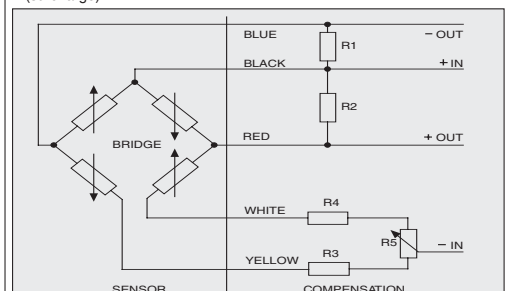 BLUE
R1
− OUT
BLACK
+ IN
R2
BRIDGE
RED
+ OUT
WHITE
R4
R5
− IN
YELLOW
R3
SENSOR
COMPENSATION